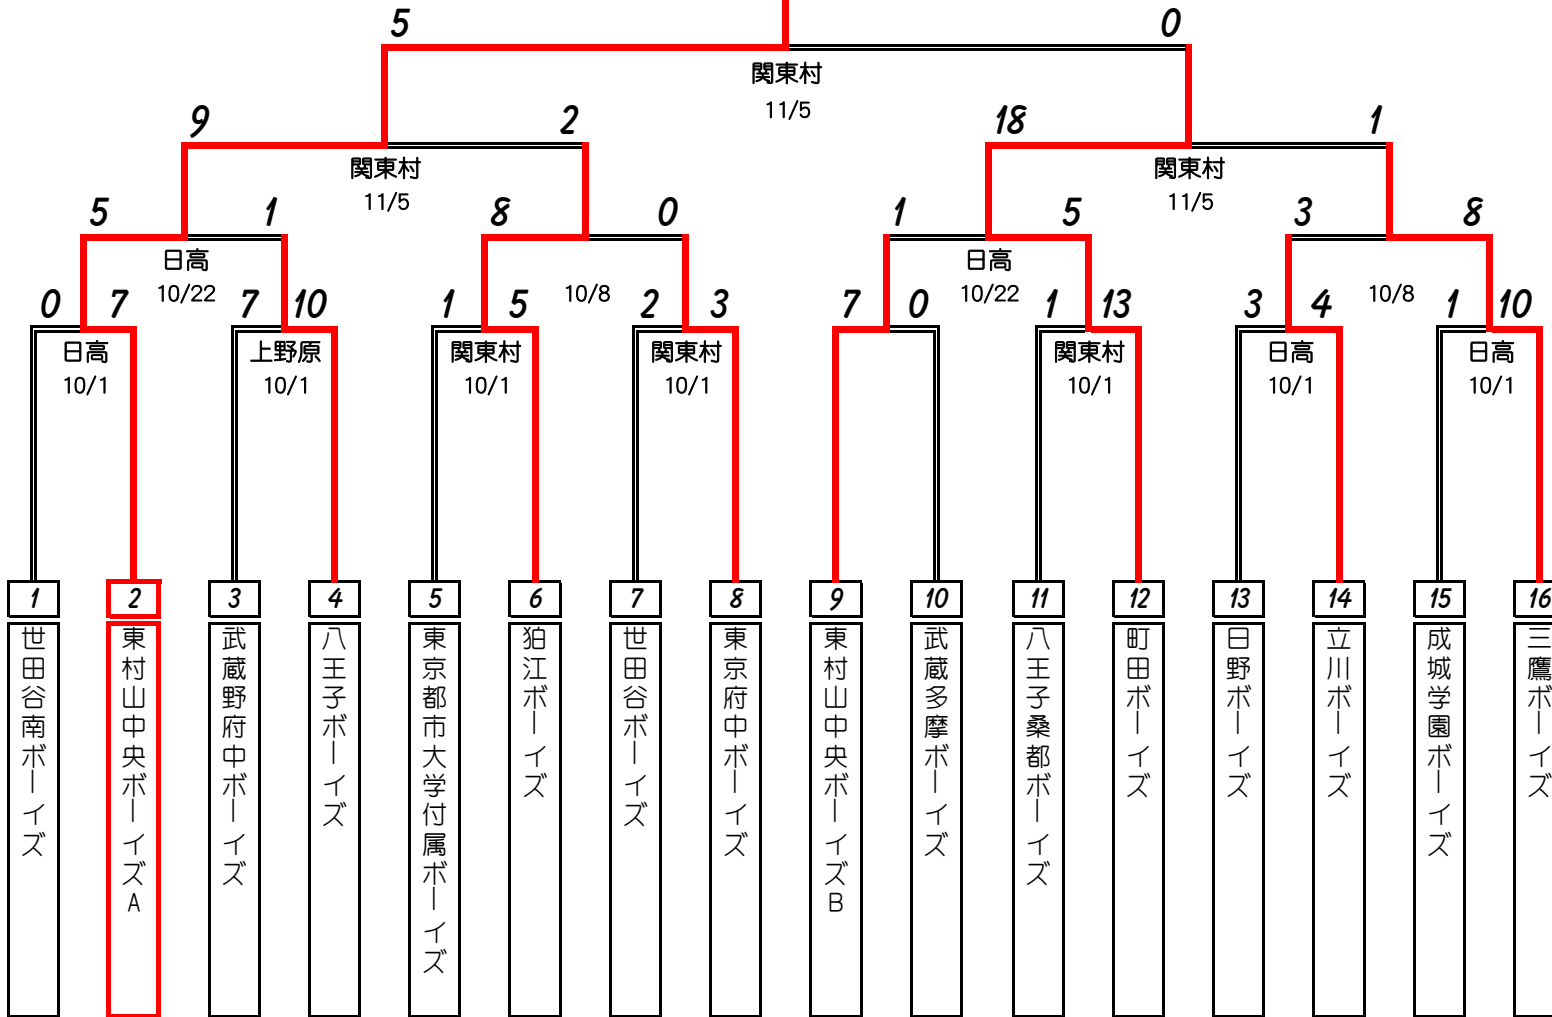 5 0
関東村
11/5
9 2 18 1
関東村 関東村
11/5 11/5
5 1 8 0 1 5 3 8
日高 日高
10/22 10/8 10/22 10/8
0 7 7 10 1 5 2 3 7 0 1 13 3 4 1 10
日高 上野原 関東村 関東村 関東村 日高 日高
10/1 10/1 10/1 10/1 10/1 10/1 10/1
1 2 3 4 5 6 7 8 9 10 11 12 13 14 15 16
世田谷南ボーイズ
東村山中央ボーイズA
武蔵野府中ボーイズ
八王子ボーイズ
東京都市大学付属ボーイズ
狛江ボーイズ
世田谷ボーイズ
東京府中ボーイズ
東村山中央ボーイズB
武蔵多摩ボーイズ
八王子桑都ボーイズ
町田ボーイズ
日野ボーイズ
立川ボーイズ
成城学園ボーイズ
三鷹ボーイズ